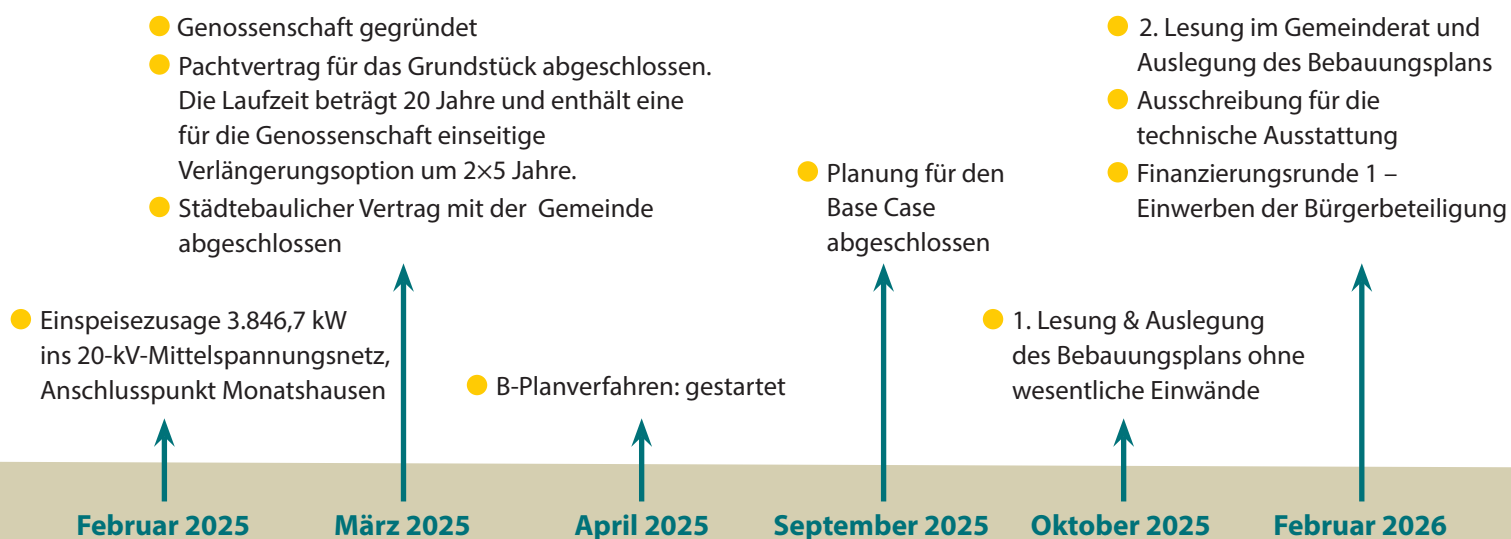 Genossenschaft gegründet
Pachtvertrag für das Grundstück abgeschlossen.
Die Laufzeit beträgt 20 Jahre und enthält eine
für die Genossenschaft einseitige
Verlängerungsoption um 2×5 Jahre.
Städtebaulicher Vertrag mit der Gemeinde
abgeschlossen
2. Lesung im Gemeinderat und
Auslegung des Bebauungsplans
Ausschreibung für die
technische Ausstattung
Finanzierungsrunde 1 –
Einwerben der Bürgerbeteiligung
Planung für den
Base Case
abgeschlossen
Einspeisezusage 3.846,7 kW
ins 20-kV-Mittelspannungsnetz,
Anschlusspunkt Monatshausen
B-Planverfahren: gestartet
1. Lesung & Auslegung
des Bebauungsplans ohne
wesentliche Einwände
Februar 2025
März 2025
April 2025
September 2025
Oktober 2025
Februar 2026